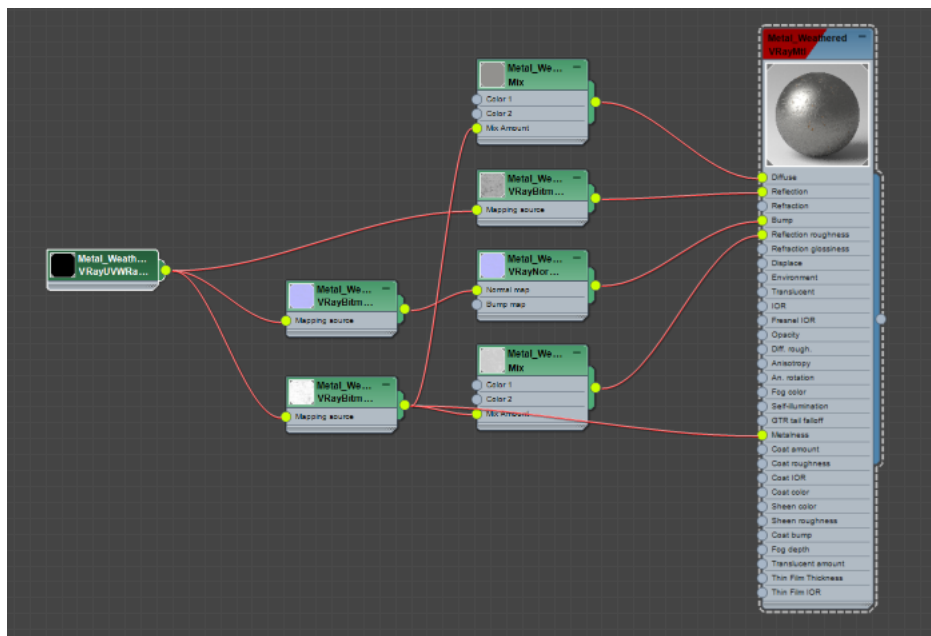 Metal_Weath...
VRayUVWRa...
Metal_We...
VRayBitm...
Mapping source
Metal_We...
VRayBitm...
Mapping source
Metal_We...
Mix
Color 1
Color 2
Mix Amount
Metal_We...
VRayBitm...
Mapping source
Metal_We...
VRayNor...
Normal map
Bump map
Metal_We...
Mix
Color 1
Color 2
Mix Amount
Metal_Weathered
VRayMtl
Diffuse
Reflection
Refraction
Bump
Reflection roughness
Refraction glossiness
Displace
Environment
Translucent
IOR
Fresnel IOR
Opacity
Diff. rough.
Anisotropy
An. rotation
Fog color
Self-illumination
GTR tail falloff
Metalness
Coat amount
Coat roughness
Coat IOR
Coat color
Sheen color
Sheen roughness
Coat bump
Fog depth
Translucent amount
Thin Film Thickness
Thin Film IOR